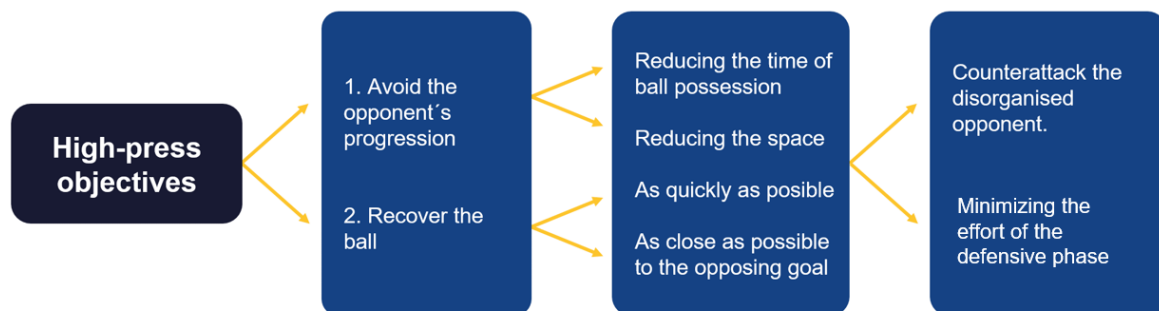 High-press
objectives
1. Avoid the
opponent´s
progression
2. Recover the
ball
Reducing the time of
ball possession
Reducing the space
As quickly as posible
As close as possible
to the opposing goal
Counterattack the
disorganised
opponent.
Minimizing the
effort of the
defensive phase